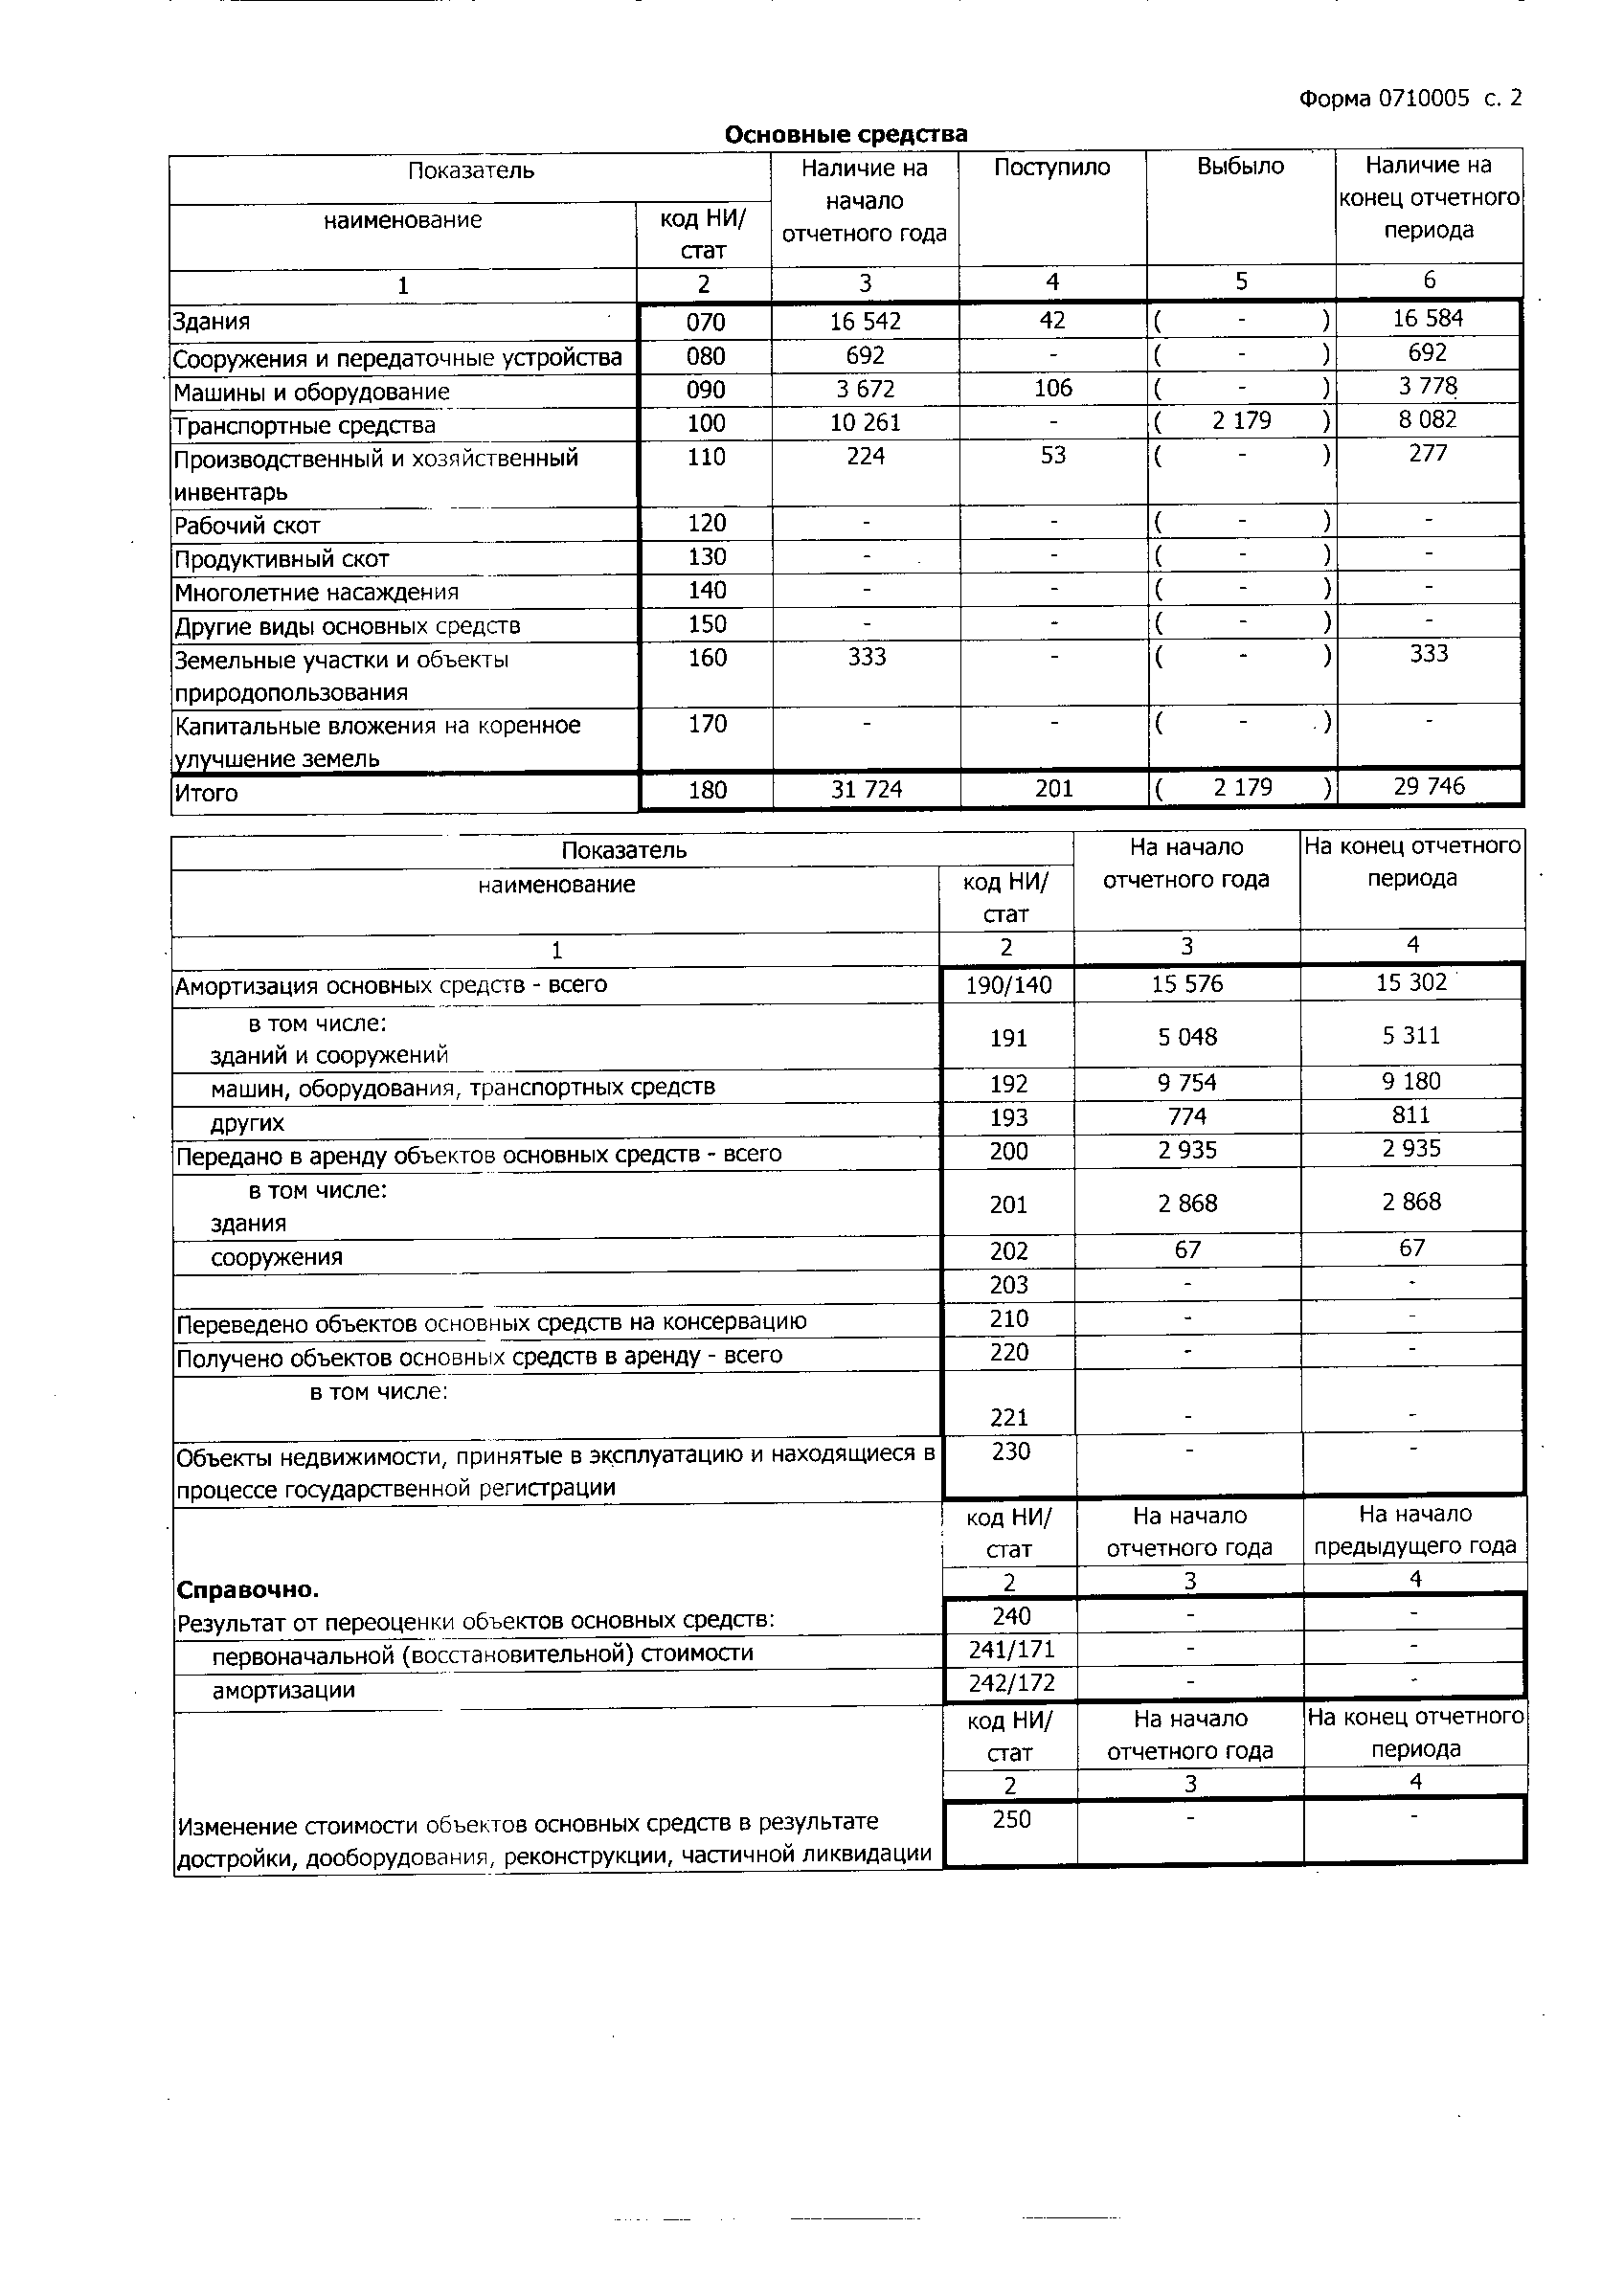 Форма 0710005 с. 2
Основные средства
Показатель Наличие на начало отчетного года Поступило Выбыло Наличие на конец отчетного периода
наименование код НИ/ стат
1 2 3 4 5 6
Здания 070 16 542 42 ( - ) 16 584
Сооружения и передаточные устройства 080 692 - ( - ) 692
Машины и оборудование 090 3 672 106 ( - ) 3 778
Транспортные средства 100 10 261 - ( 2 179 ) 8 082
Производственный и хозяйственный 110 224 53 ( - ) 277
инвентарь
Рабочий скот 120 - - ( - ) -
Продуктивный скот 130 - - ( - ) -
Многолетние насаждения 140 - - ( - ) -
Другие виды основных средств 150 - - ( - ) -
Земельные участки и объекты 160 333 - ( - ) 333
природопользования
Капитальные вложения на коренное 170 - - ( - ) -
улучшение земель
Итого 180 31 724 201 ( 2 179 ) 29 746
Показатель На начало отчетного года На конец отчетного периода
наименование код НИ/ стат
1 2 3 4
Амортизация основных средств - всего 190/140 15 576 15 302
в том числе:
зданий и сооружений 191 5 048 5 311
машин, оборудования, транспортных средств 192 9 754 9 180
других 193 774 811
Передано в аренду объектов основных средств - всего 200 2 935 2 935
в том числе:
здания 201 2 868 2 868
сооружения 202 67 67
203 - -
Переведено объектов основных средств на консервацию 210 - -
Получено объектов основных средств в аренду - всего 220 - -
в том числе:
221 - -
Объекты недвижимости, принятые в эксплуатацию и находящиеся в 230 - -
процессе государственной регистрации
код НИ/ На начало На начало
стат отчетного года предыдущего года
Справочно. 2 3 4
Результат от переоценки объектов основных средств: 240 - -
первоначальной (восстановительной) стоимости 241/171 - -
амортизации 242/172 - -
код НИ/ На начало На конец отчетного
стат отчетного года периода
2 3 4
Изменение стоимости объектов основных средств в результате 250 - -
достройки, дооборудования, реконструкции, частичной ликвидации